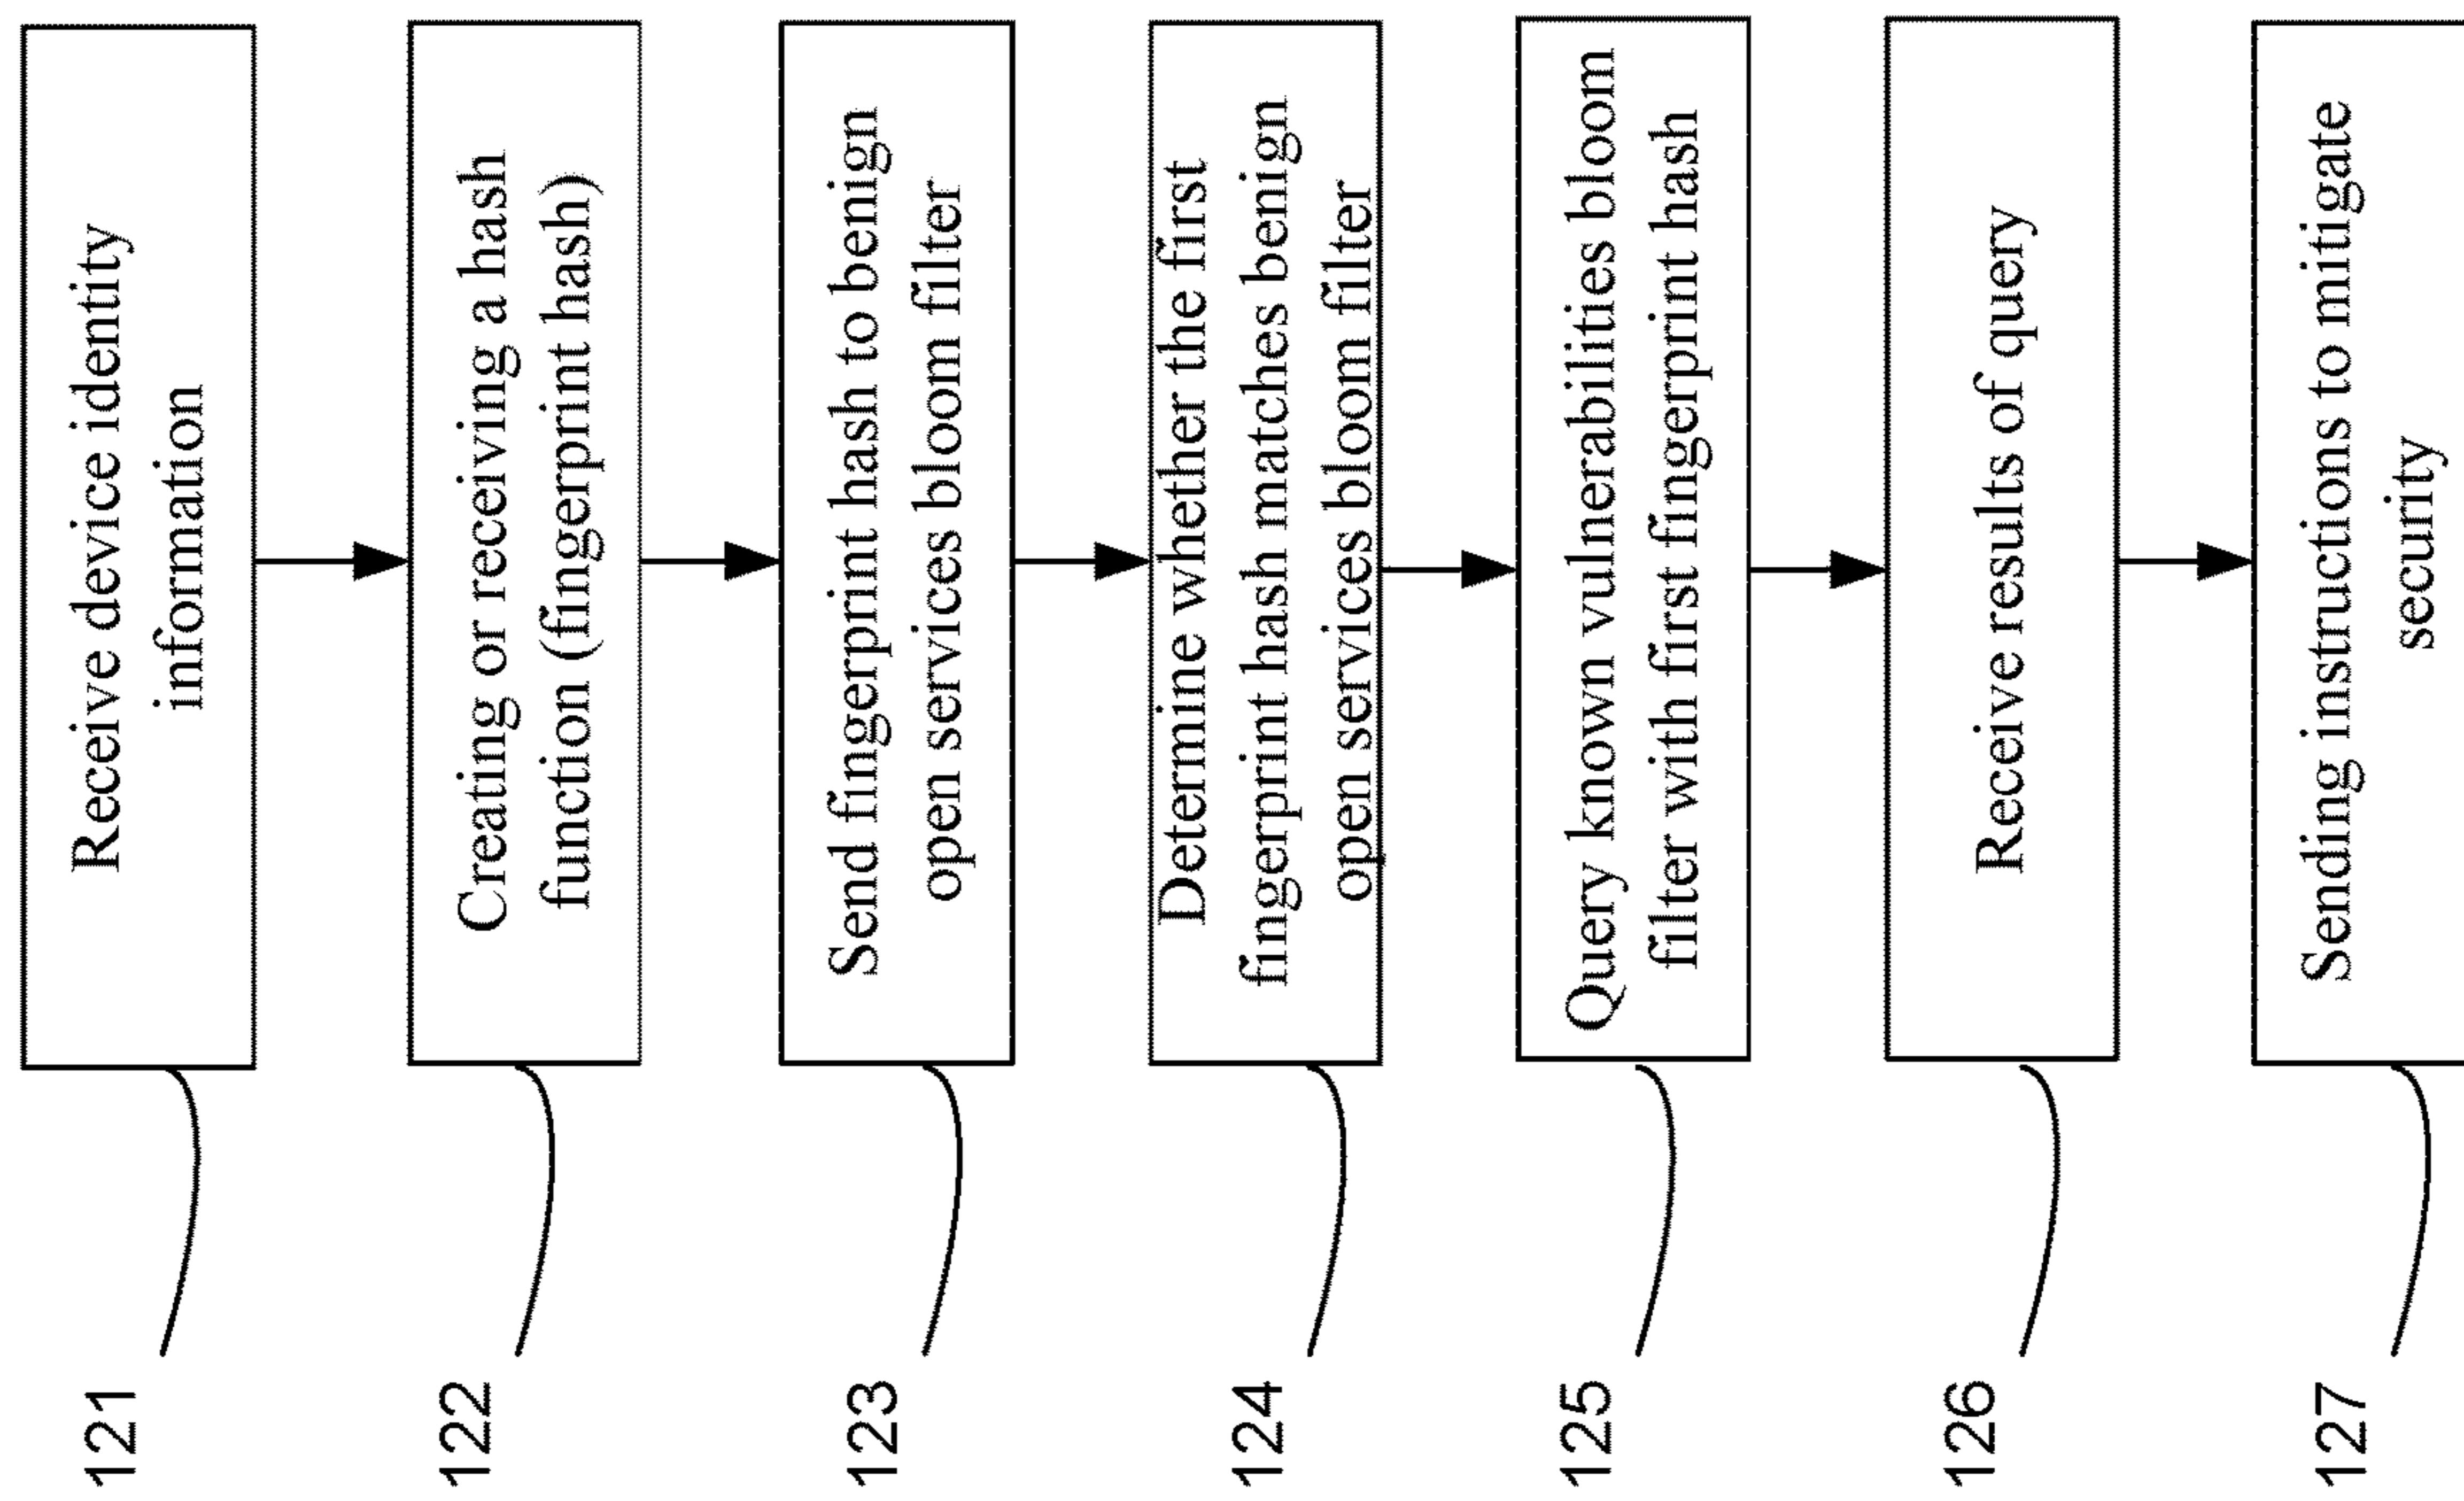 121
Receive device identity
information
122
Creating or receiving a hash
function (fingerprint hash)
123
Send fingerprint hash to benign
open services bloom filter
124
Determine whether the first
fingerprint hash matches benign
open services bloom filter
125
Query known vulnerabilities bloom
filter with first fingerprint hash
126
Receive results of query
127
Sending instructions to mitigate
security